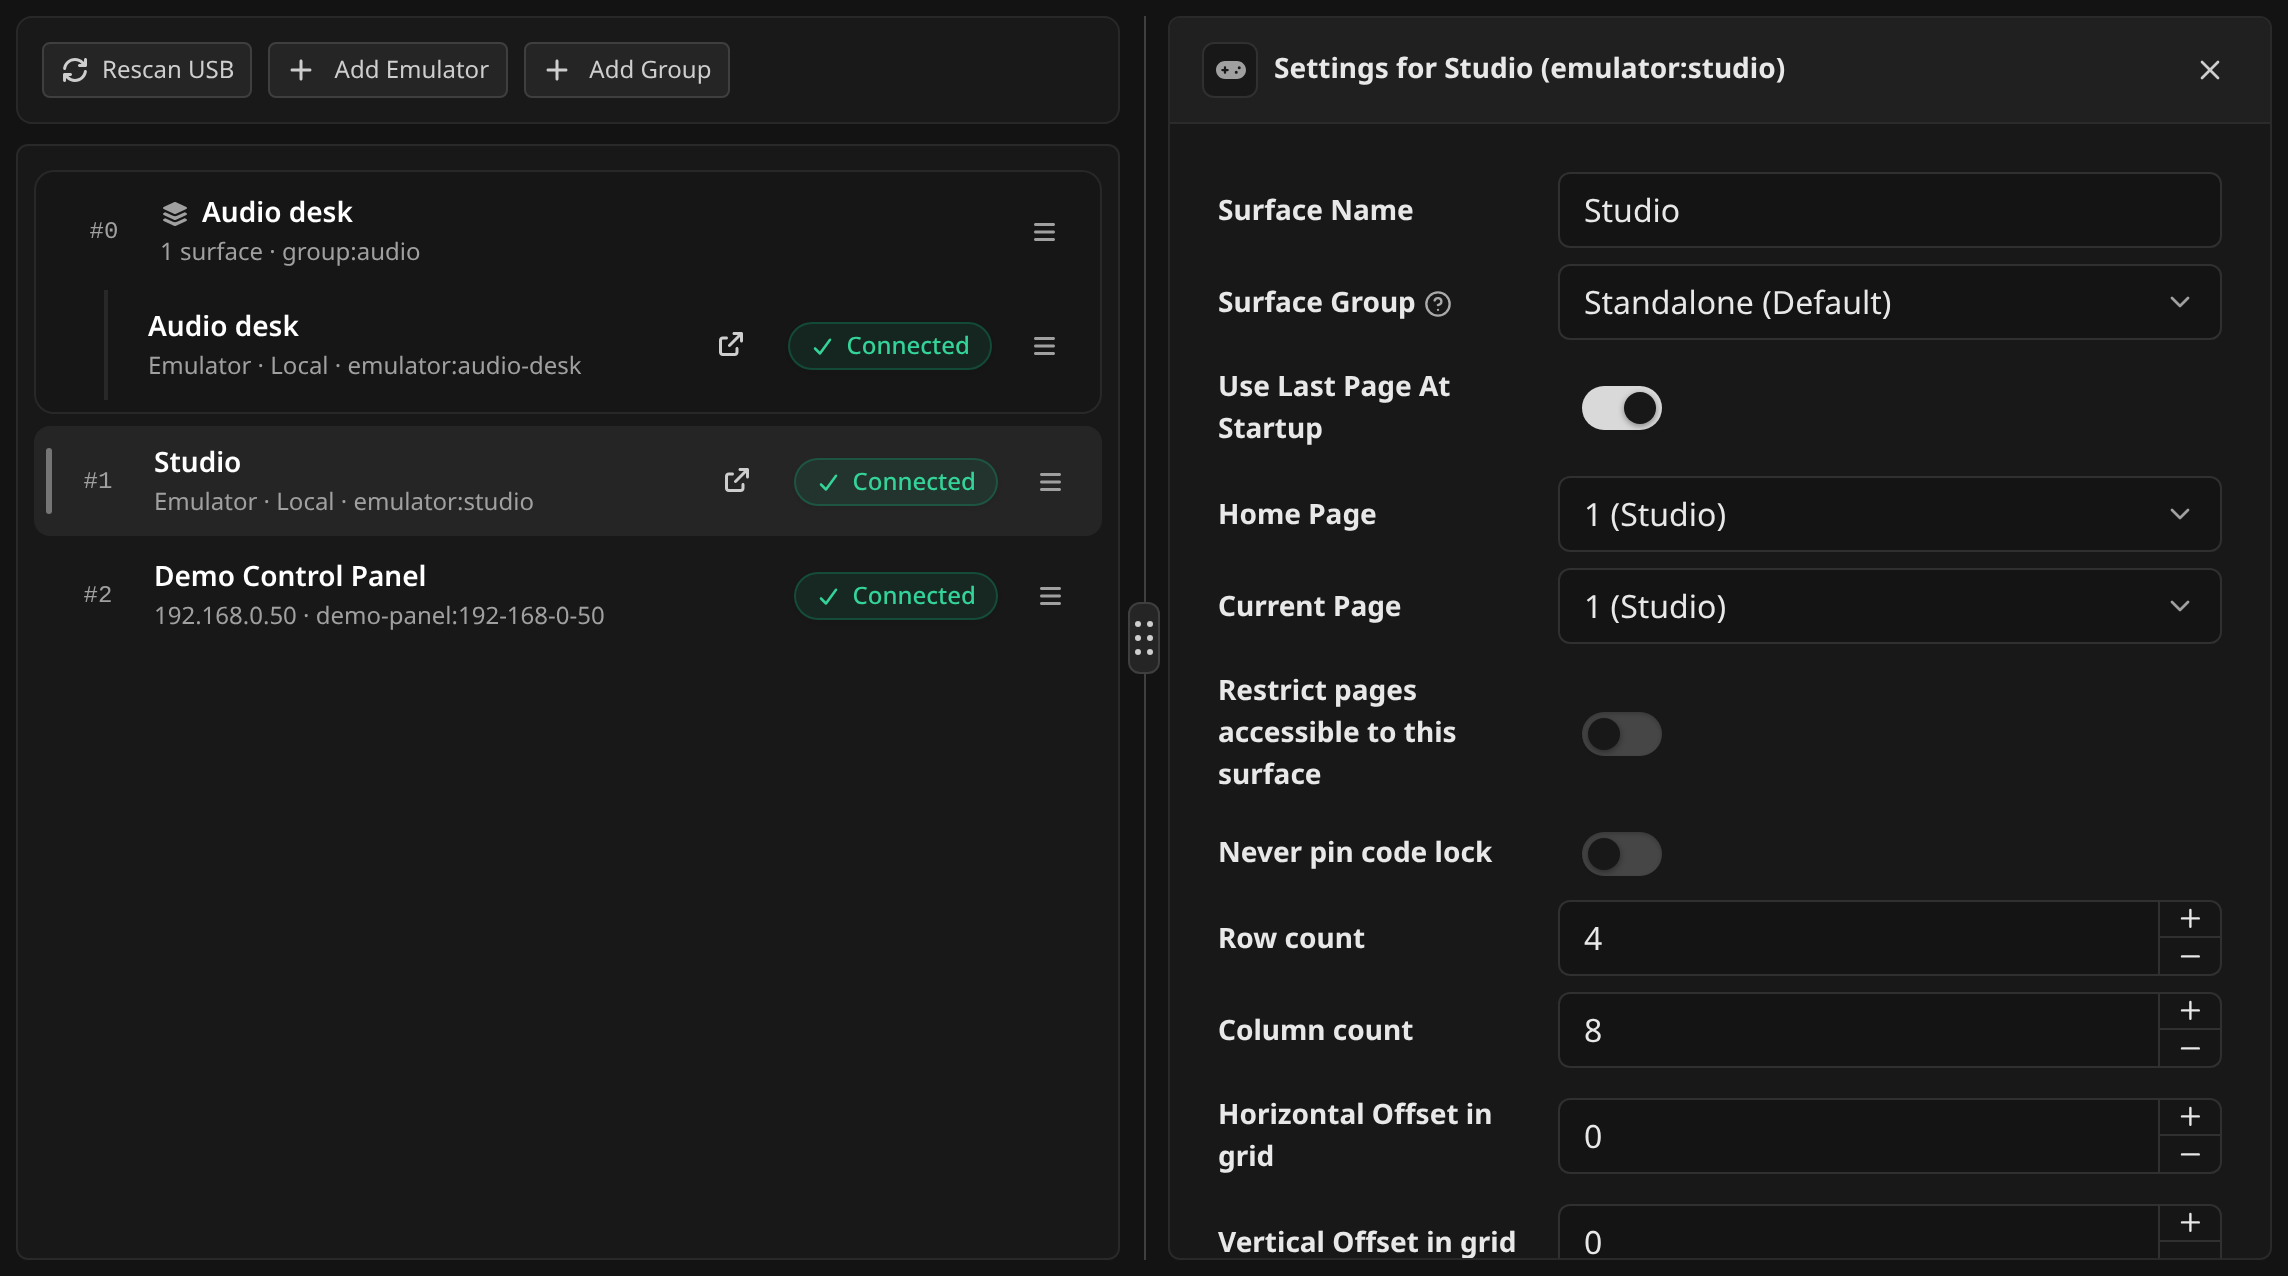 Rescan USB
Add Emulator
Add Group
#0
Audio desk
1 surface · group:audio
Audio desk
Emulator · Local · emulator:audio-desk
Connected
#1
Studio
Emulator · Local · emulator:studio
Connected
#2
Demo Control Panel
192.168.0.50 · demo-panel:192-168-0-50
Connected
Settings for Studio (emulator:studio)
Surface Name
Studio
Surface Group
Standalone (Default)
Use Last Page At
Startup
Home Page
1 (Studio)
Current Page
1 (Studio)
Restrict pages
accessible to this
surface
Never pin code lock
Row count
4
Column count
8
Horizontal Offset in
grid
0
Vertical Offset in grid
0